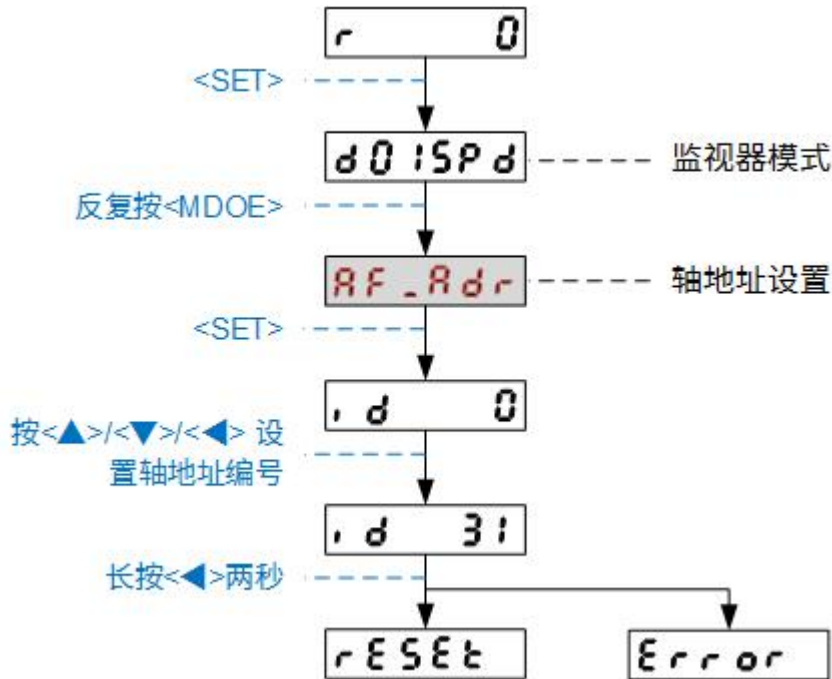 r 0
<SET>
d01SPd 监视器模式
反复按<MDOE>
AF_Adr 轴地址设置
<SET>
id 0
按<▲>/<▼>/<◀> 设
置轴地址编号
id 31
长按<◀>两秒
rESEt Error